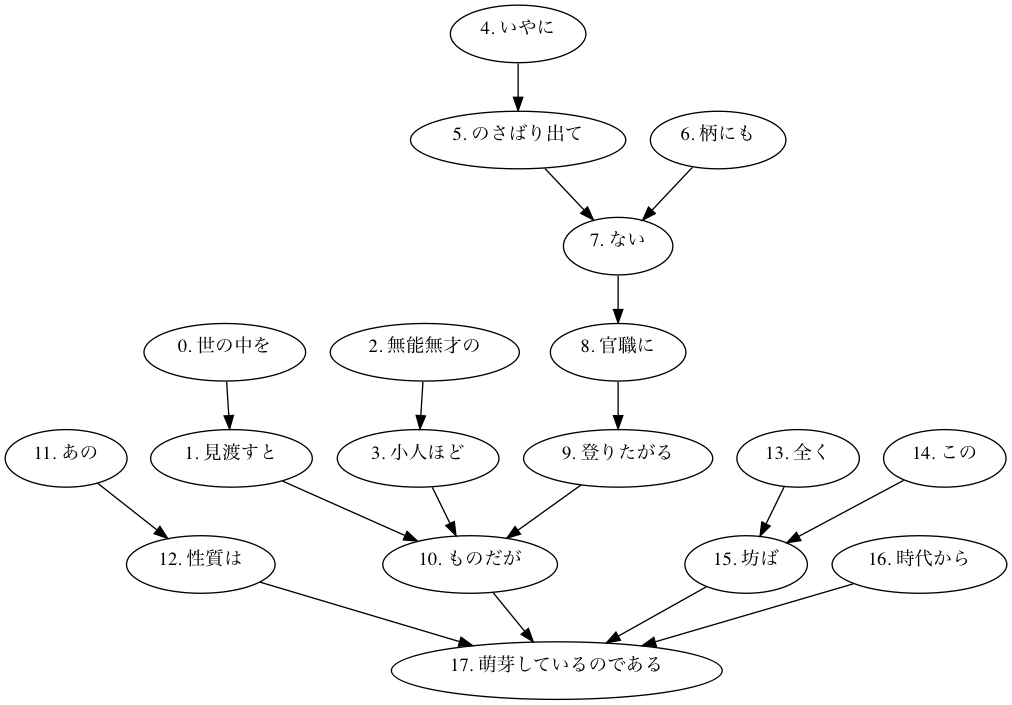 4. いやに
5. のさばり出て
6. 柄にも
7. ない
0. 世の中を
2. 無能無才の
8. 官職に
11. あの
1. 見渡すと
3. 小人ほど
9. 登りたがる
13. 全く
14. この
12. 性質は
10. ものだが
15. 坊ば
16. 時代から
17. 萌芽しているのである